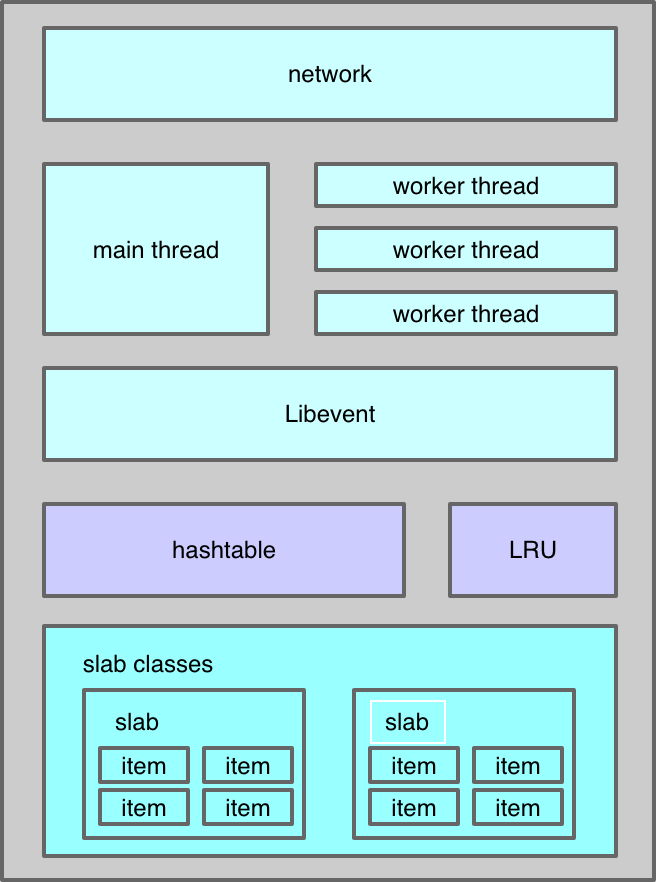 network
main thread
worker thread
worker thread
worker thread
Libevent
hashtable
LRU
slab classes
slab
item item
item item
slab
item item
item item